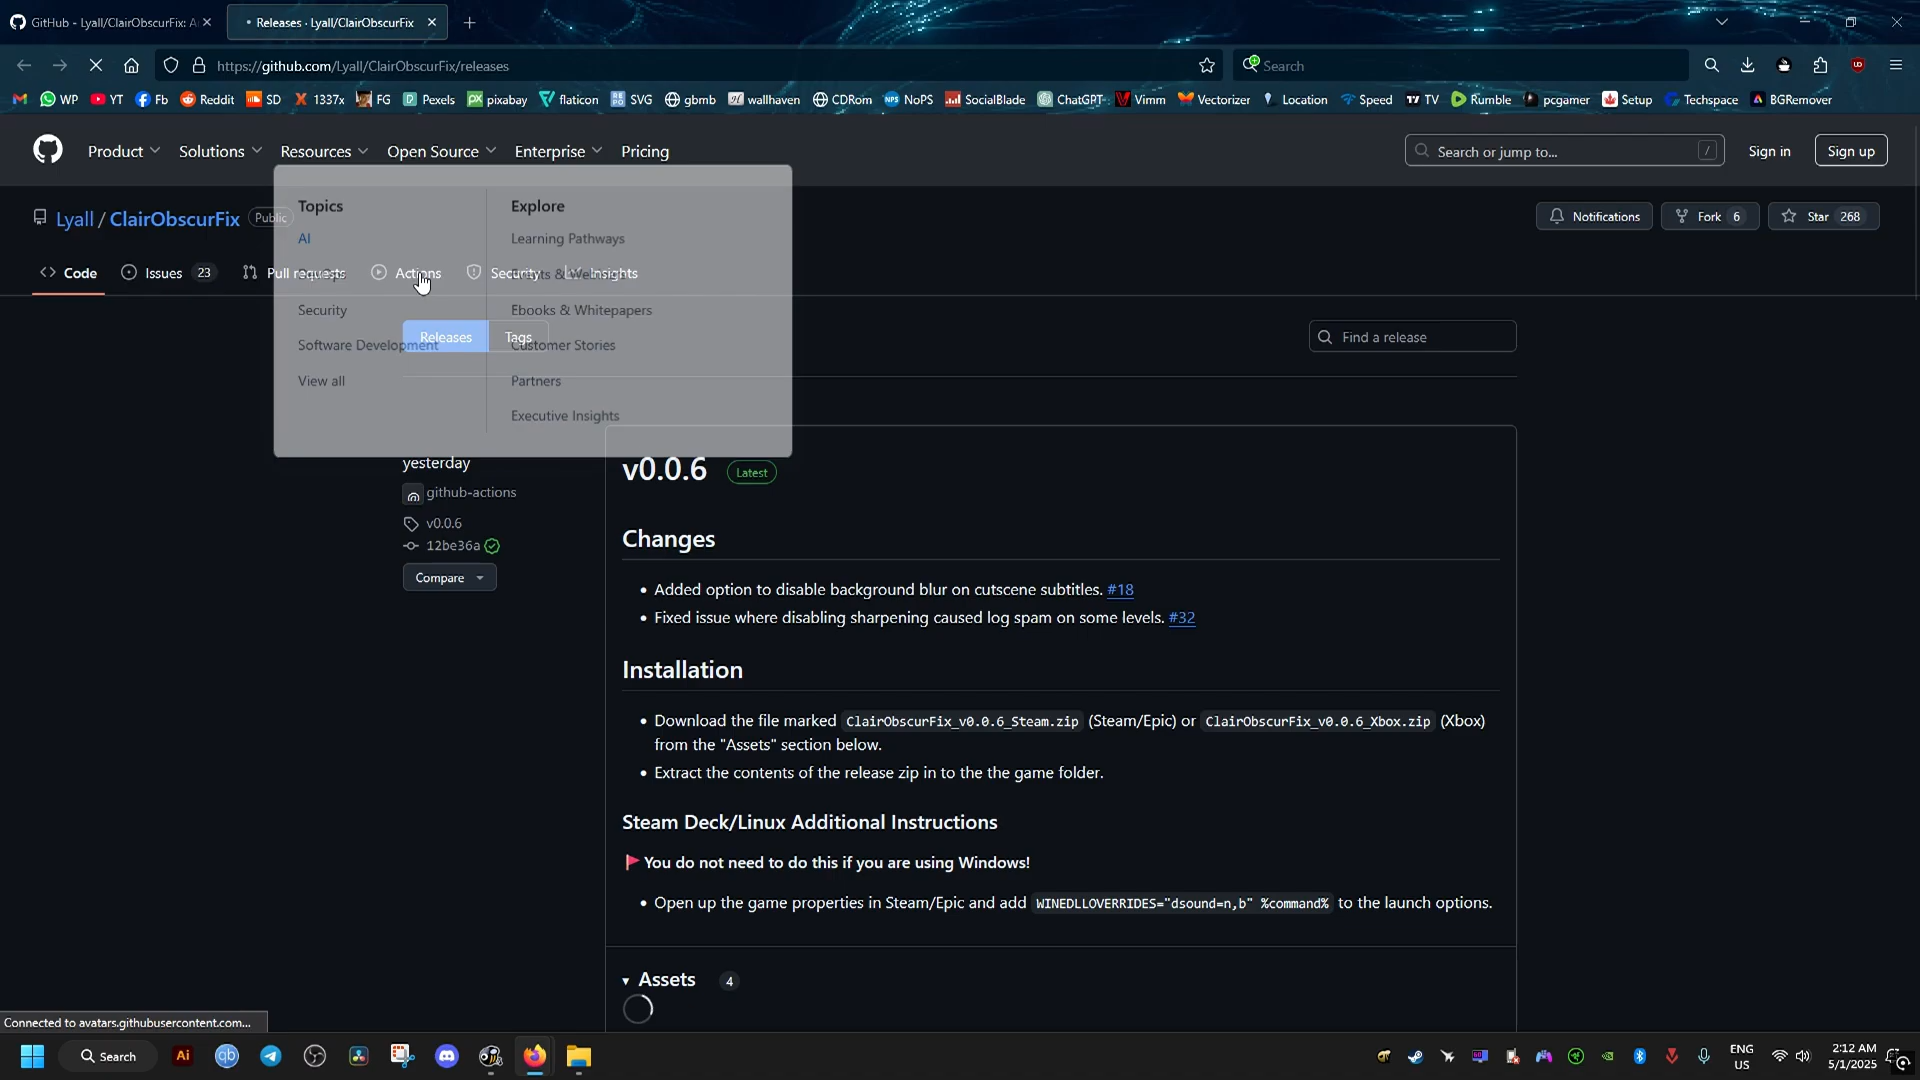 GitHub - Lyall/ClairObscurFix: A
Releases · Lyall/ClairObscurFix
https://github.com/Lyall/ClairObscurFix/releases
Search
WP YT Fb Reddit SD 1337x FG Pexels pixabay flaticon SVG gbmb wallhaven CDRom NoPS SocialBlade ChatGPT Vimm Vectorizer Location Speed TV Rumble pcgamer Setup Techspace BGRemover
Product Solutions Resources Open Source Enterprise Pricing
Search or jump to... /
Sign in
Sign up
Topics
AI
Security
Software Development
View all
Explore
Learning Pathways
Ebooks & Whitepapers
Customer Stories
Partners
Executive Insights
Lyall / ClairObscurFix Public
Notifications
Fork 6
Star 268
Code Issues 23 Pull requests Actions Security Insights
Releases Tags
Find a release
yesterday
github-actions
v0.0.6
12be36a
Compare
v0.0.6 Latest
Changes
• Added option to disable background blur on cutscene subtitles. #18
• Fixed issue where disabling sharpening caused log spam on some levels. #32
Installation
• Download the file marked ClairObscurFix_v0.0.6_Steam.zip (Steam/Epic) or ClairObscurFix_v0.0.6_Xbox.zip (Xbox)
from the "Assets" section below.
• Extract the contents of the release zip in to the the game folder.
Steam Deck/Linux Additional Instructions
You do not need to do this if you are using Windows!
• Open up the game properties in Steam/Epic and add WINEDLLOVERRIDES="dsound=n,b" %command% to the launch options.
Assets 4
Connected to avatars.githubusercontent.com...
Search
ENG
US
2:12 AM
5/1/2025